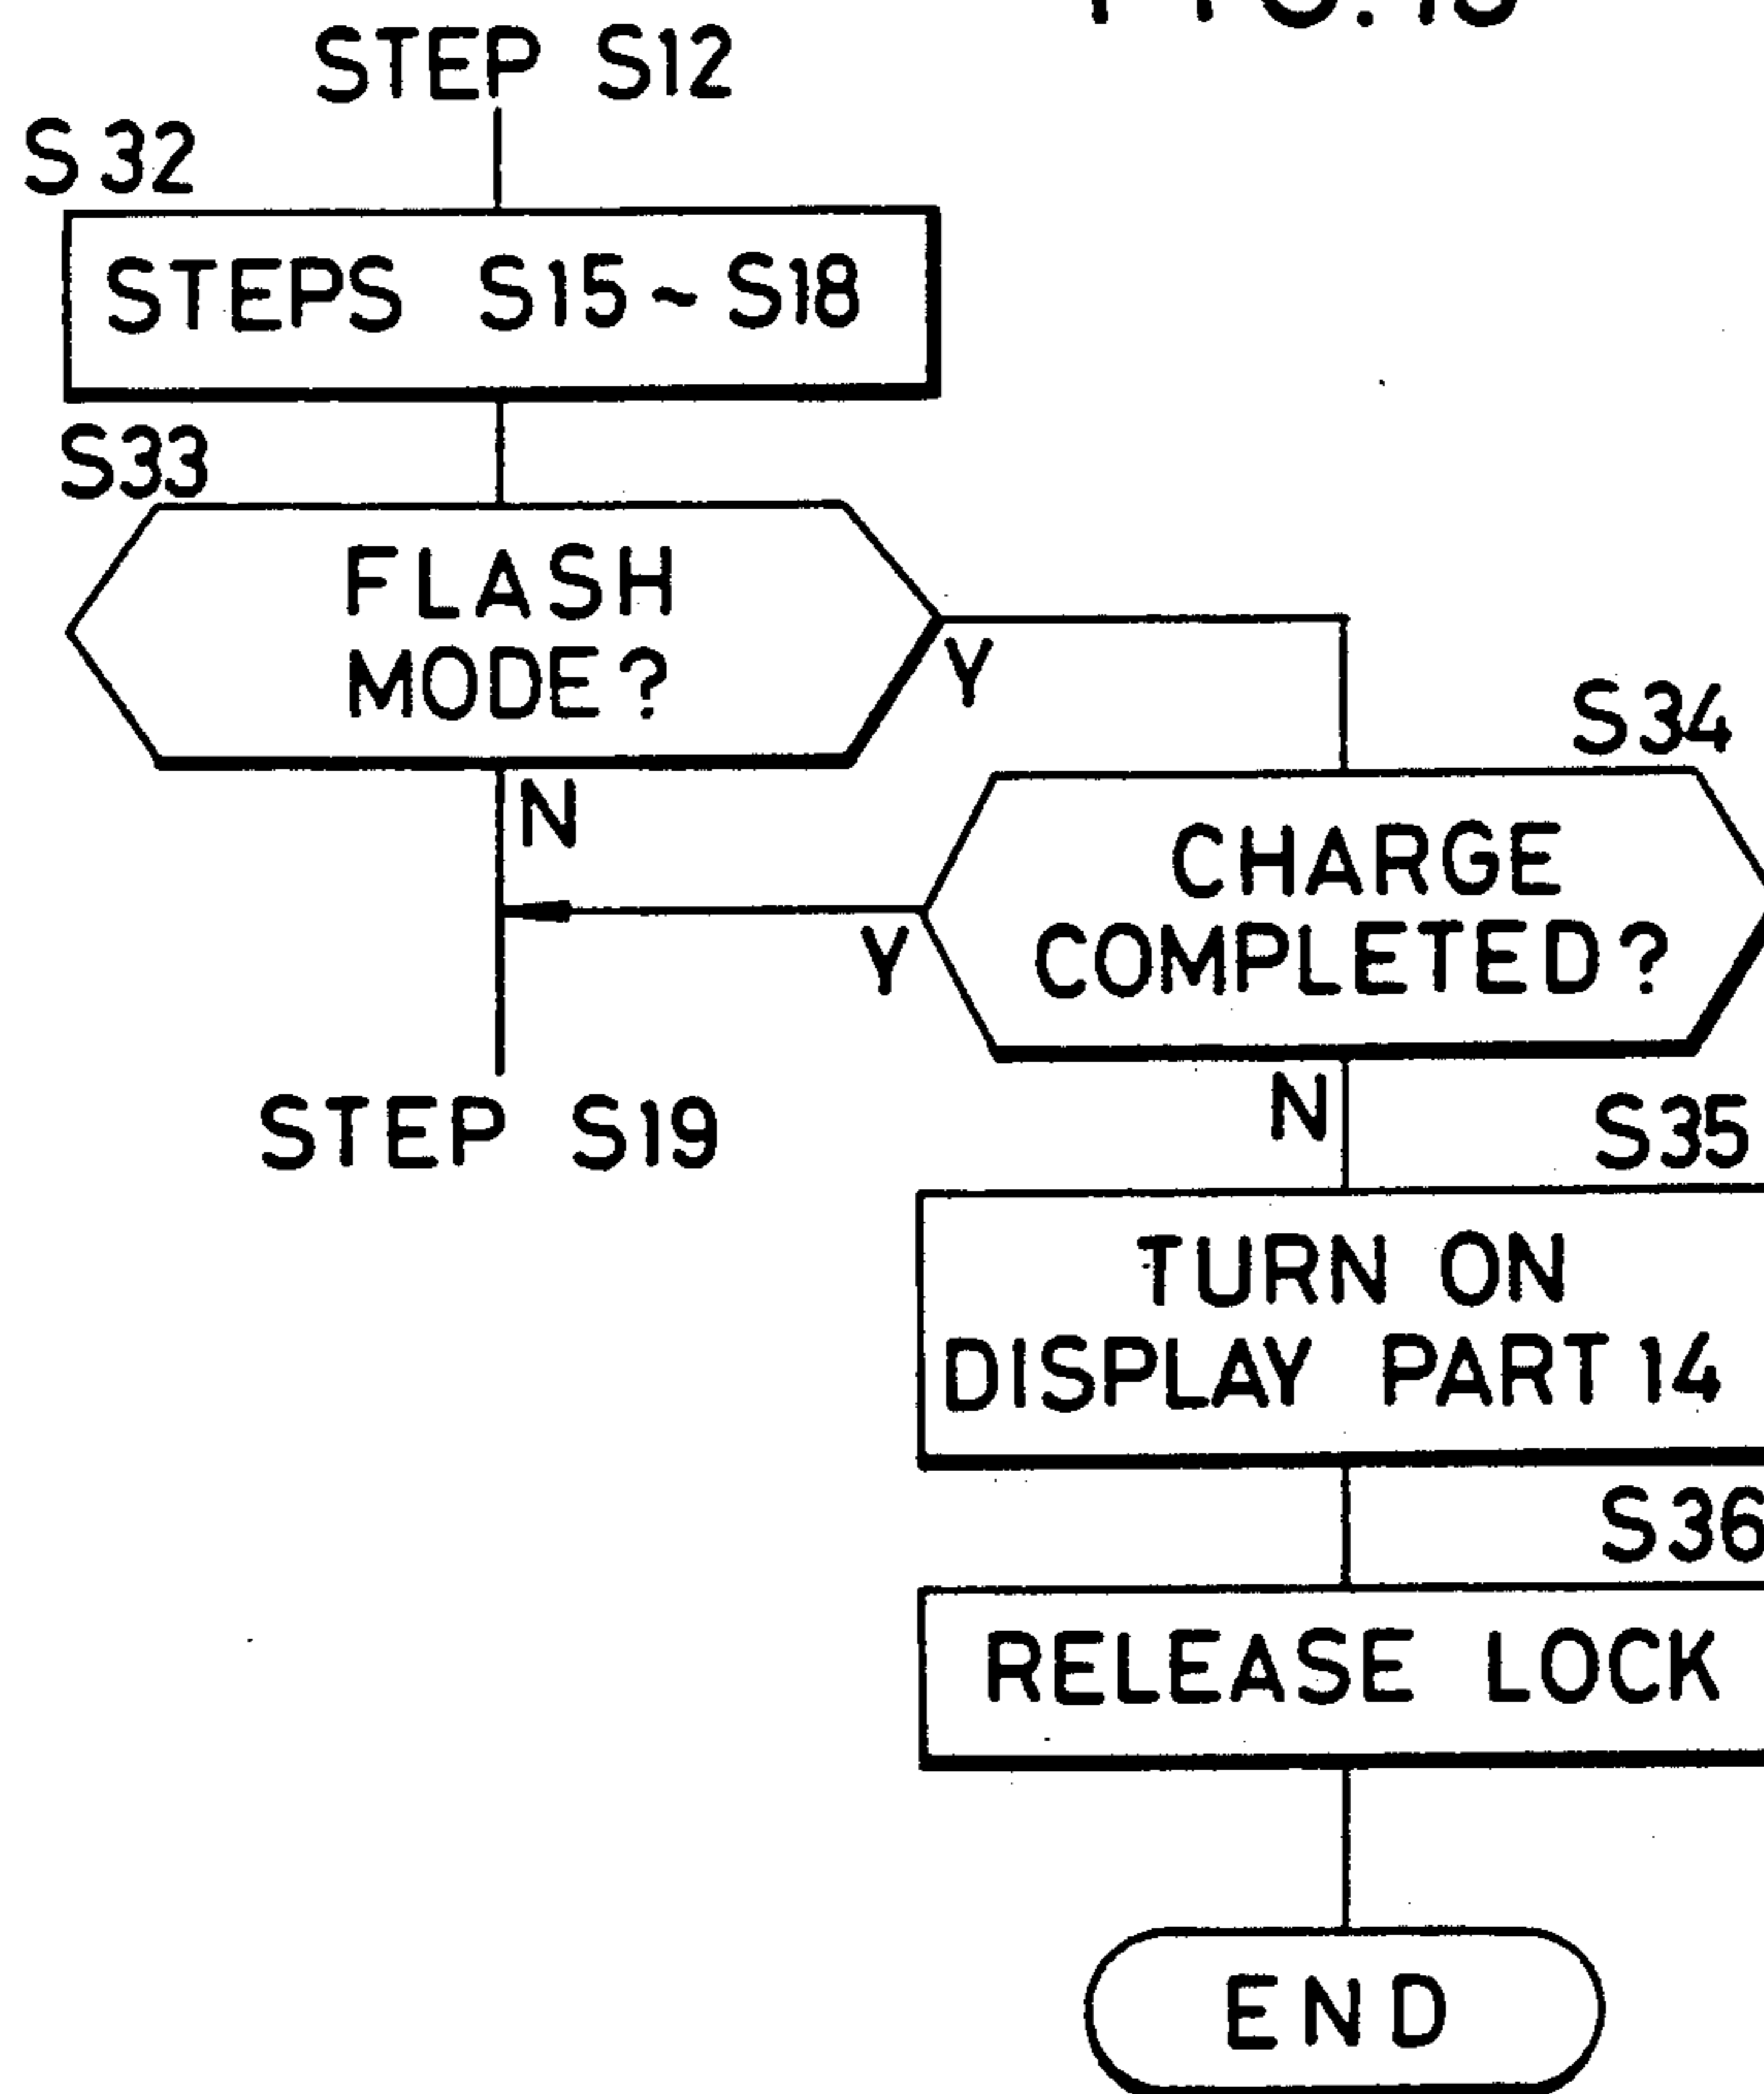 STEP S12
S32
STEPS S15~S18
S33
FLASH
MODE?
Y
N
S34
CHARGE
COMPLETED?
Y
N
STEP S19
S35
TURN ON
DISPLAY PART 14
S36
RELEASE LOCK
END